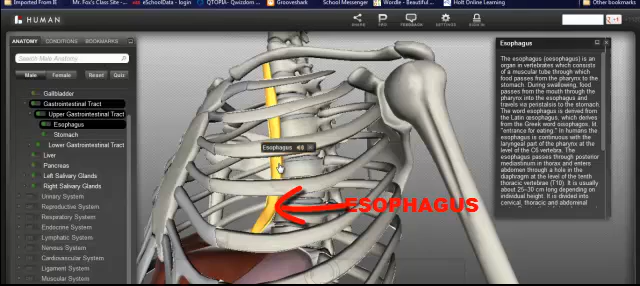 Imported From IE
Mr. Fox's Class Site -...
eSchoolData - login
QTOPIA- Qwizdom ...
Grooveshark
School Messenger
Wordle - Beautiful ...
Holt Online Learning
Other bookmarks
HUMAN
SHARE
PRO
FEEDBACK
SETTINGS
SIGN IN
ANATOMY
CONDITIONS
BOOKMARKS
Search Male Anatomy
Male
Female
Reset
Quiz
Gallbladder
Gastrointestinal Tract
Upper Gastrointestinal Tract
Esophagus
Stomach
Lower Gastrointestinal Tract
Liver
Pancreas
Left Salivary Glands
Right Salivary Glands
Urinary System
Reproductive System
Respiratory System
Endocrine System
Lymphatic System
Nervous System
Cardiovascular System
Ligament System
Muscular System
Esophagus
ESOPHAGUS
Esophagus
The esophagus (oesophagus) is an
organ in vertebrates which consists
of a muscular tube through which
food passes from the pharynx to the
stomach. During swallowing, food
passes from the mouth through the
pharynx into the esophagus and
travels via peristalsis to the stomach.
The word esophagus is derived from
the Latin œsophagus, which derives
from the Greek word oisophagos, lit
"entrance for eating." In humans the
esophagus is continuous with the
laryngeal part of the pharynx at the
level of the C6 vertebra. The
esophagus passes through posterior
mediastinum in thorax and enters
abdomen through a hole in the
diaphragm at the level of the tenth
thoracic vertebrae (T10). It is usually
about 25-30 cm long depending on
individual height. It is divided into
cervical, thoracic and abdominal